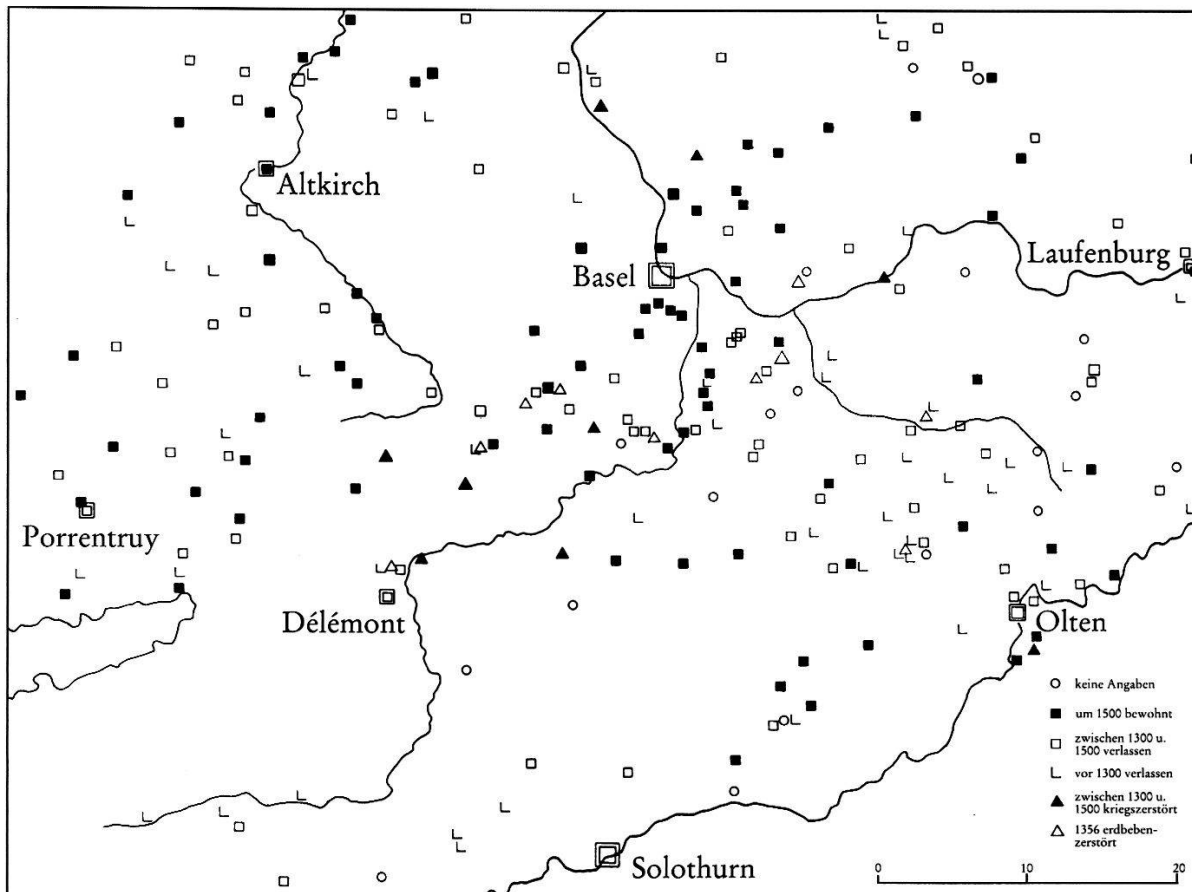 Altkirch
Basel
Laufenburg
Porrentruy
Délémont
Olten
Solothurn
keine Angaben
um 1500 bewohnt
zwischen 1300 u.
1500 verlassen
vor 1300 verlassen
zwischen 1300 u.
1500 kriegszerstört
1356 erdbeben-
zerstört
0 10 20